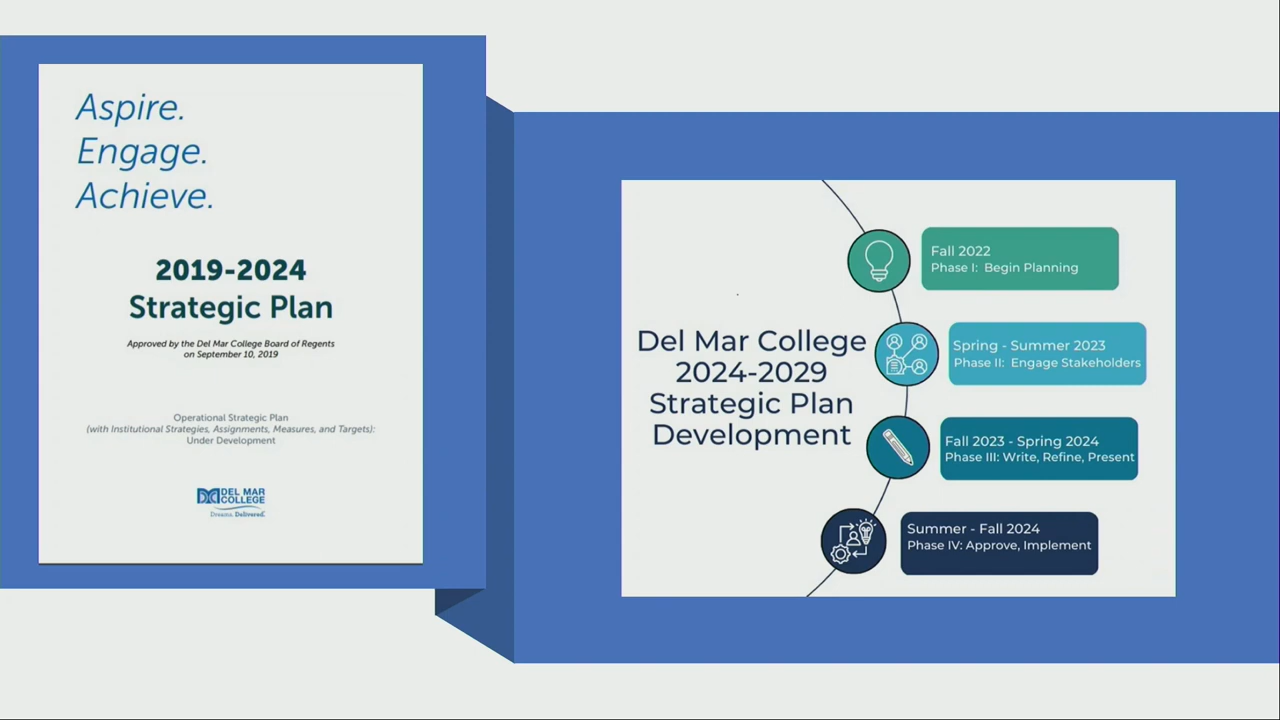 Aspire.
Engage.
Achieve.
2019-2024
Strategic Plan
Approved by the Del Mar College Board of Regents
on September 10, 2019
Operational Strategic Plan
(with Institutional Strategies, Assignments, Measures, and Targets):
Under Development
DEL MAR
COLLEGE
Dreams. Delivered.
Del Mar College
2024-2029
Strategic Plan
Development
Fall 2022
Phase I: Begin Planning
Spring - Summer 2023
Phase II: Engage Stakeholders
Fall 2023 - Spring 2024
Phase III: Write, Refine, Present
Summer - Fall 2024
Phase IV: Approve, Implement